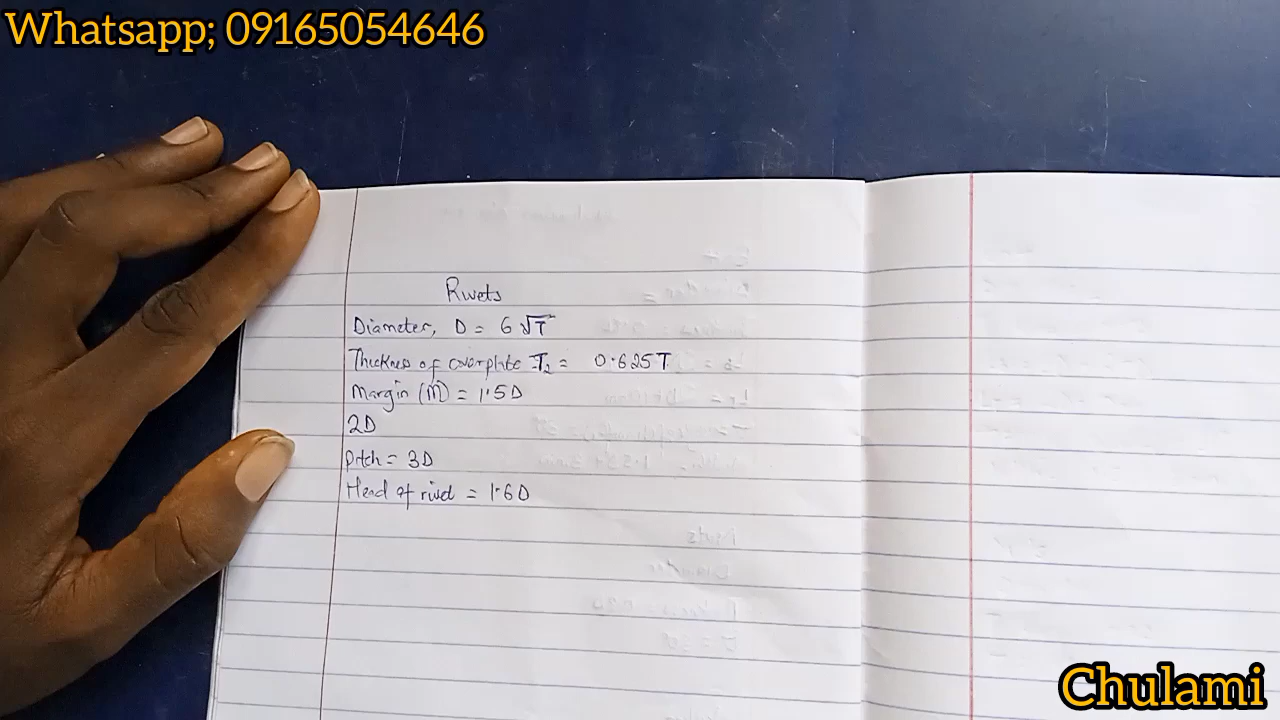 Whatsapp; 09165054646
Rivets
Diameter, D = 6√T
Thickness of coverplate T₂ = 0.625T
Margin (m) = 1.5D
2D
pitch = 3D
Head of rivet = 1.6D
Chulami